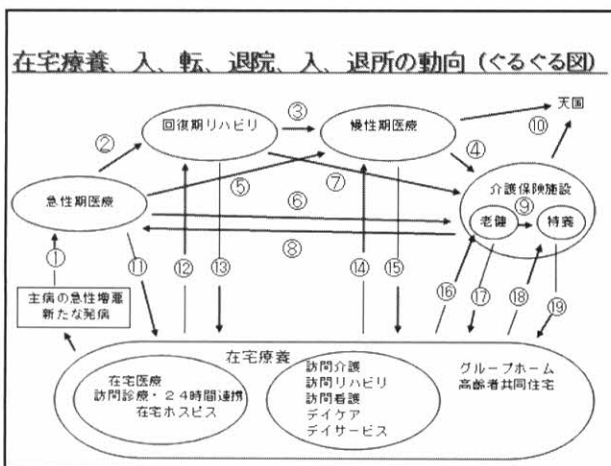 在宅療養、入、転、退院、入、退所の動向(ぐるぐる図)
天国
⑩
回復期リハビリ
③
慢性期医療
②
④
⑤
⑦
急性期医療
⑥
⑧
介護保険施設
⑨
老健
特養
①
⑪
⑫
⑬
⑭
⑮
⑯
⑰
⑱
⑲
主病の急性増悪
新たな発病
在宅療養
在宅医療
訪問診療・24時間連携
在宅ホスピス
訪問介護
訪問リハビリ
訪問看護
デイケア
デイサービス
グループホーム
高齢者共同住宅